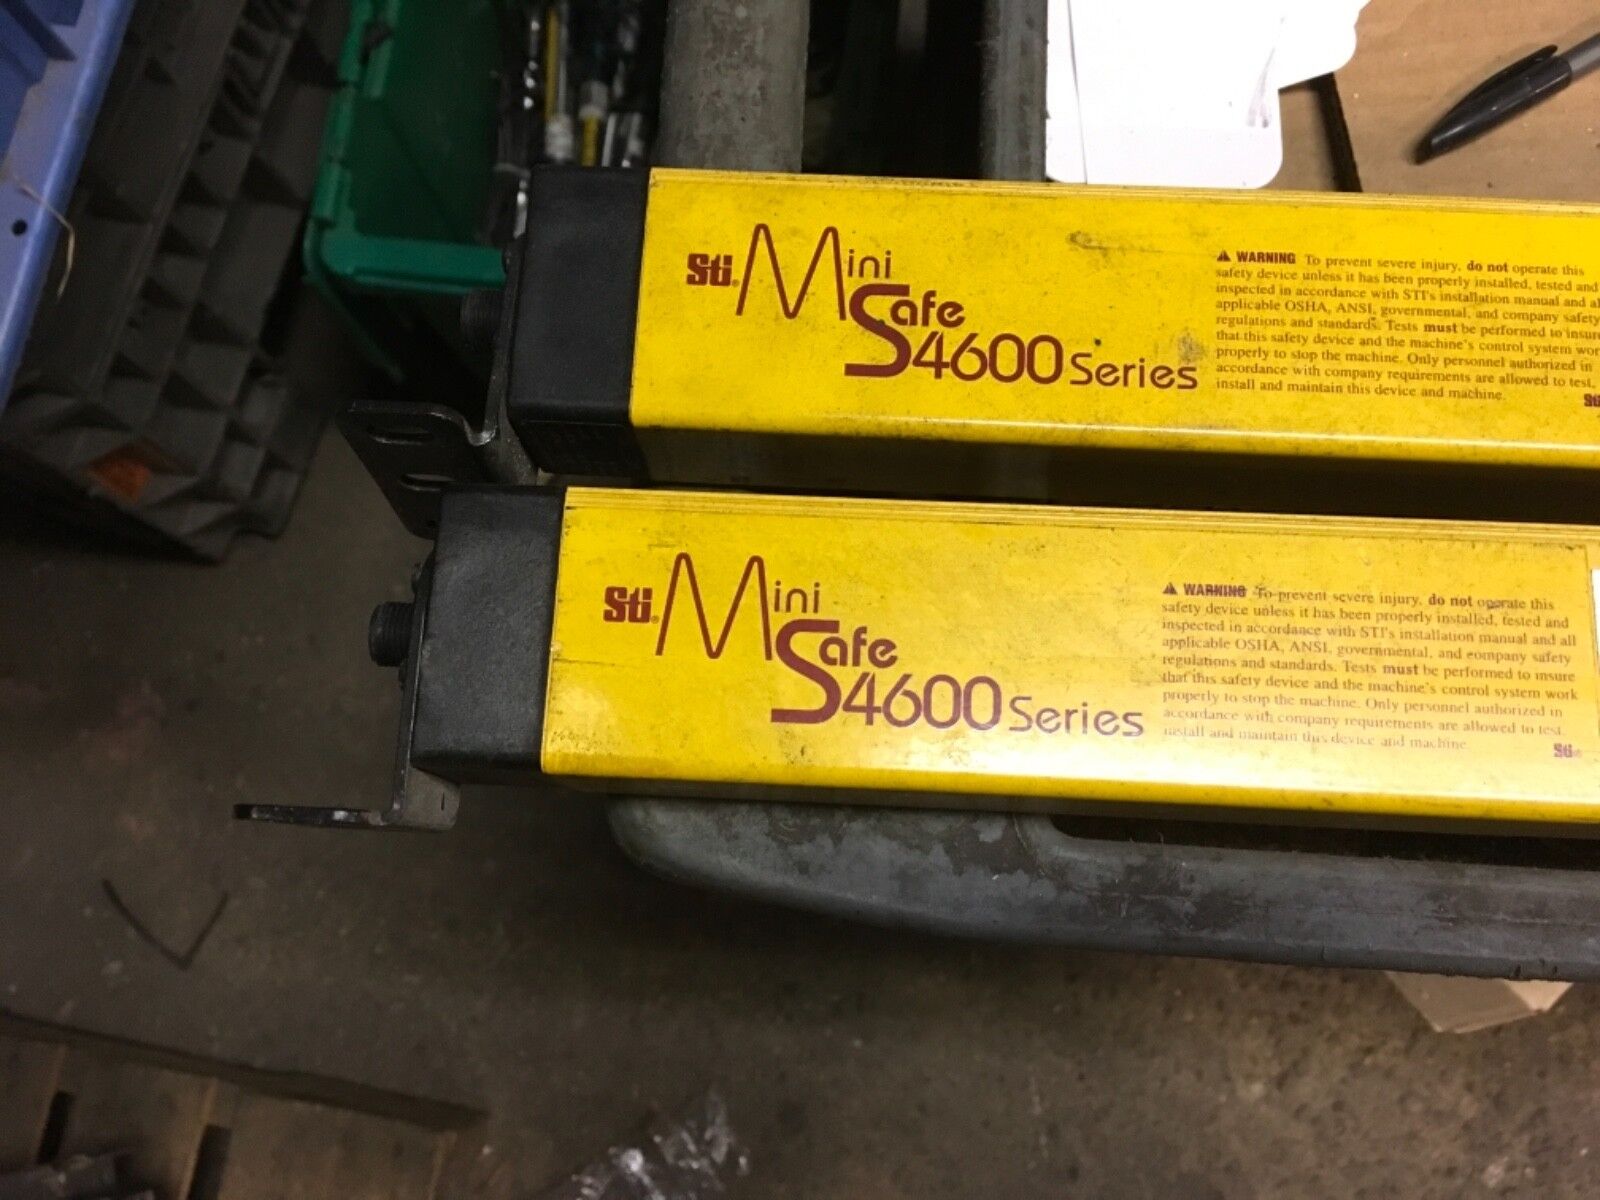 Sti® Mini
Safe
4600 Series
WARNING To prevent severe injury, do not operate this
safety device unless it has been properly installed, tested and
inspected in accordance with STI's installation manual and al
applicable OSHA, ANSI, governmental, and company safety
regulations and standards. Tests must be performed to insure
that this safety device and the machine's control system wor
properly to stop the machine. Only personnel authorized in
accordance with company requirements are allowed to test,
install and maintain this device and machine.
Sti
Sti® Mini
Safe
4600 Series
WARNING To prevent severe injury, do not operate this
safety device unless it has been properly installed, tested and
inspected in accordance with STI's installation manual and all
applicable OSHA, ANSI, governmental, and company safety
regulations and standards. Tests must be performed to insure
that this safety device and the machine's control system work
properly to stop the machine. Only personnel authorized in
accordance with company requirements are allowed to test,
install and maintain this device and machine.
Sti®